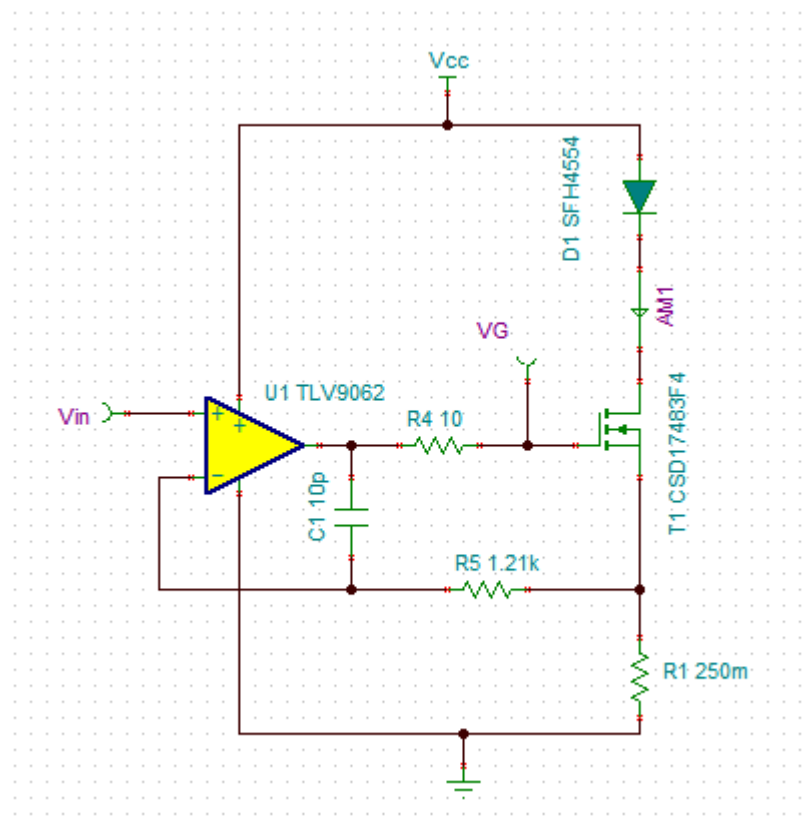 Vcc
D1 SFH4554
AM1
VG
U1 TLV9062
Vin
+
+
−
R4 10
T1 CSD17483F4
C1 10p
R5 1.21k
R1 250m